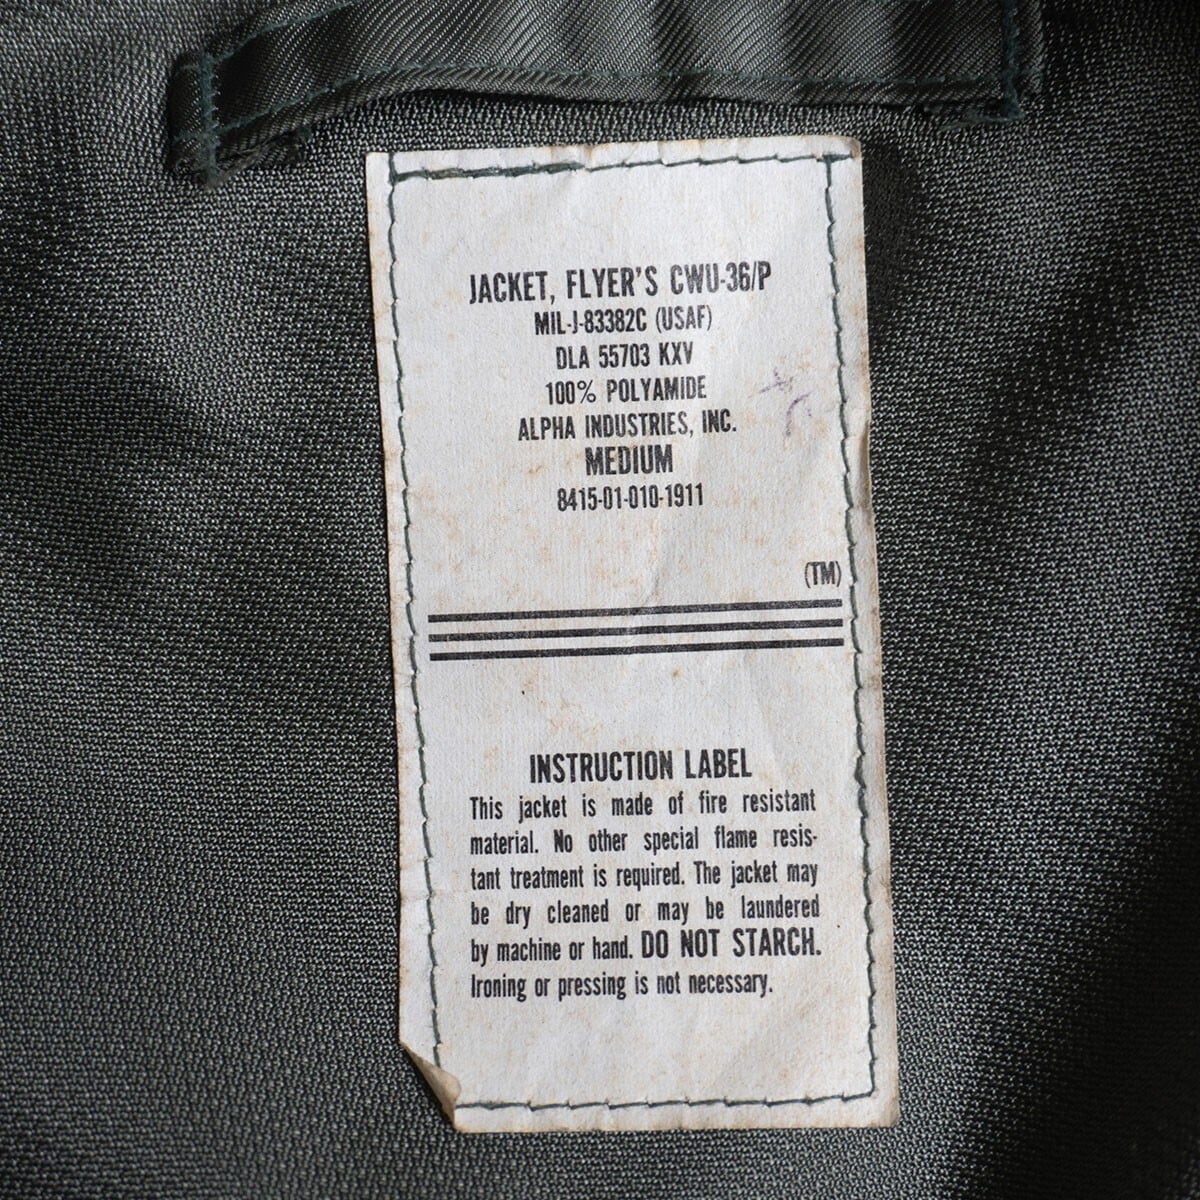 JACKET, FLYER'S CWU-36/P
MIL-J-83382C (USAF)
DLA 55703 KXV
100% POLYAMIDE
ALPHA INDUSTRIES, INC.
MEDIUM
8415-01-010-1911
(TM)
INSTRUCTION LABEL
This jacket is made of fire resistant
material. No other special flame resis-
tant treatment is required. The jacket may
be dry cleaned or may be laundered
by machine or hand. DO NOT STARCH.
Ironing or pressing is not necessary.